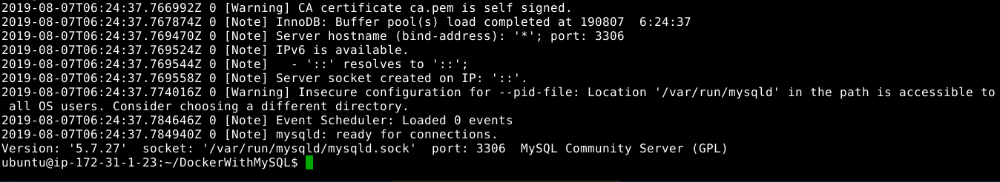 2019-08-07T06:24:37.766992Z 0 [Warning] CA certificate ca.pem is self signed.
2019-08-07T06:24:37.767874Z 0 [Note] InnoDB: Buffer pool(s) load completed at 190807  6:24:37
2019-08-07T06:24:37.769470Z 0 [Note] Server hostname (bind-address): '*'; port: 3306
2019-08-07T06:24:37.769524Z 0 [Note] IPv6 is available.
2019-08-07T06:24:37.769544Z 0 [Note]   - '::' resolves to '::';
2019-08-07T06:24:37.769558Z 0 [Note] Server socket created on IP: '::'.
2019-08-07T06:24:37.774016Z 0 [Warning] Insecure configuration for --pid-file: Location '/var/run/mysqld' in the path is accessible to
 all OS users. Consider choosing a different directory.
2019-08-07T06:24:37.784646Z 0 [Note] Event Scheduler: Loaded 0 events
2019-08-07T06:24:37.784940Z 0 [Note] mysqld: ready for connections.
Version: '5.7.27'  socket: '/var/run/mysqld/mysqld.sock'  port: 3306  MySQL Community Server (GPL)
ubuntu@ip-172-31-1-23:~/DockerWithMySQL$